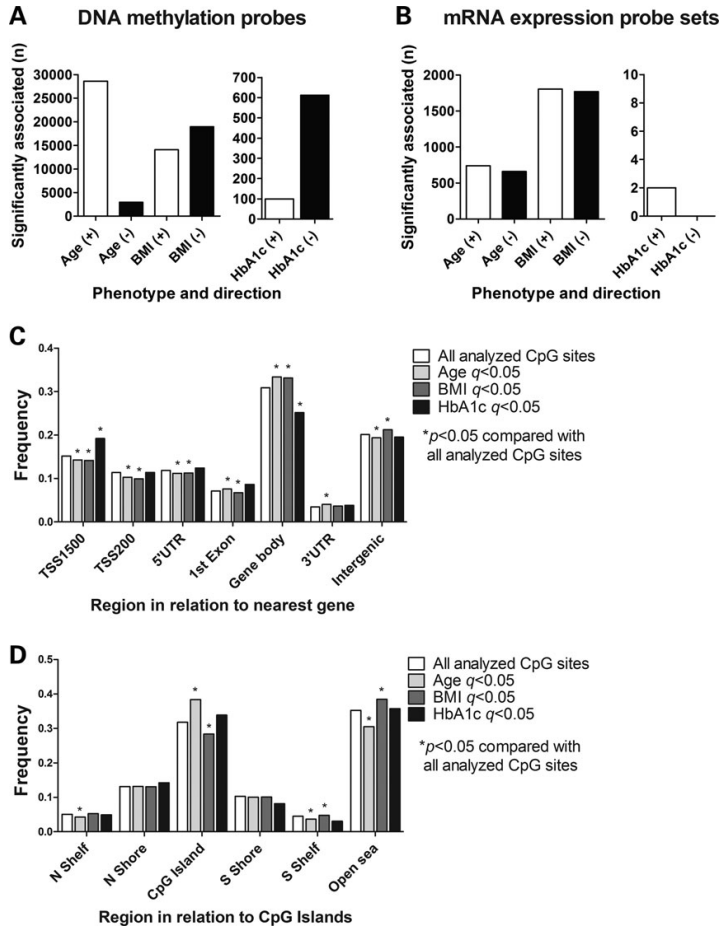 A
DNA methylation probes
Significantly associated (n)
30000
25000
20000
15000
10000
5000
0
Age (+)
Age (-)
BMI (+)
BMI (-)
700
600
500
400
300
200
100
0
HbA1c (+)
HbA1c (-)
Phenotype and direction
B
mRNA expression probe sets
Significantly associated (n)
2000
1500
1000
500
0
Age (+)
Age (-)
BMI (+)
BMI (-)
10
8
6
4
2
0
HbA1c (+)
HbA1c (-)
Phenotype and direction
C
Frequency
0.4
0.3
0.2
0.1
0.0
* * *
* *
* *
* *
* * *
*
* *
TSS1500
TSS200
5'UTR
1st Exon
Gene body
3'UTR
Intergenic
Region in relation to nearest gene
All analyzed CpG sites
Age q<0.05
BMI q<0.05
HbA1c q<0.05
*p<0.05 compared with
all analyzed CpG sites
D
Frequency
0.5
0.4
0.3
0.2
0.1
0.0
*
* *
* *
* *
N Shelf
N Shore
CpG Island
S Shore
S Shelf
Open sea
Region in relation to CpG Islands
All analyzed CpG sites
Age q<0.05
BMI q<0.05
HbA1c q<0.05
*p<0.05 compared with
all analyzed CpG sites